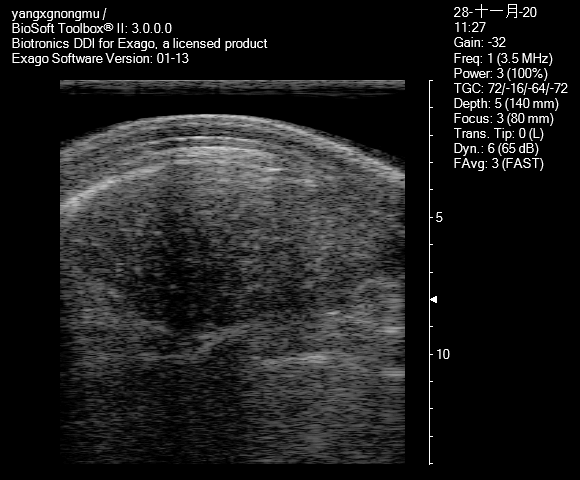 yangxgnongmu /
BioSoft Toolbox® II: 3.0.0.0
Biotronics DDI for Exago, a licensed product
Exago Software Version: 01-13
28-十一月-20
11:27
Gain: -32
Freq: 1 (3.5 MHz)
Power: 3 (100%)
TGC: 72/-16/-64/-72
Depth: 5 (140 mm)
Focus: 3 (80 mm)
Trans. Tip: 0 (L)
Dyn.: 6 (65 dB)
FAvg: 3 (FAST)
5
10